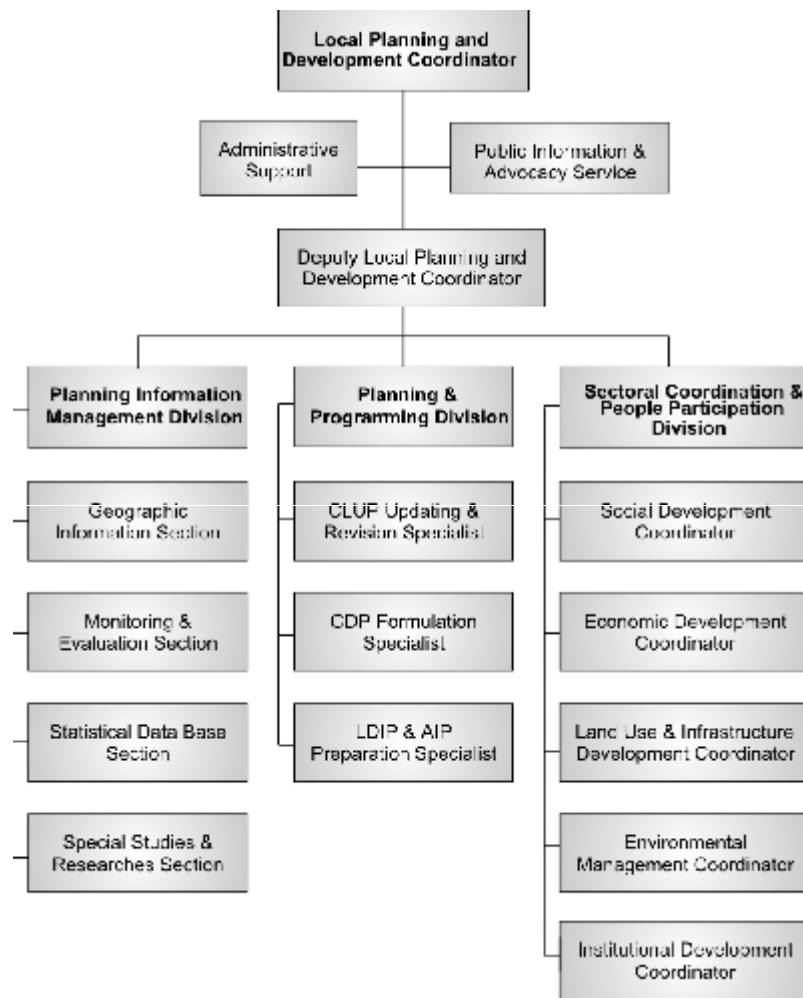 Local Planning and
Development Coordinator
Administrative
Support
Public Information &
Advocacy Service
Deputy Local Planning and
Development Coordinator
Planning Information
Management Division
Planning &
Programming Division
Sectoral Coordination &
People Participation
Division
Geographic
Information Section
CLUP Updating &
Revision Specialist
Social Development
Coordinator
Monitoring &
Evaluation Section
CDP Formulation
Specialist
Economic Development
Coordinator
Statistical Data Base
Section
LDIP & AIP
Preparation Specialist
Land Use & Infrastructure
Development Coordinator
Special Studies &
Researches Section
Environmental
Management Coordinator
Institutional Development
Coordinator